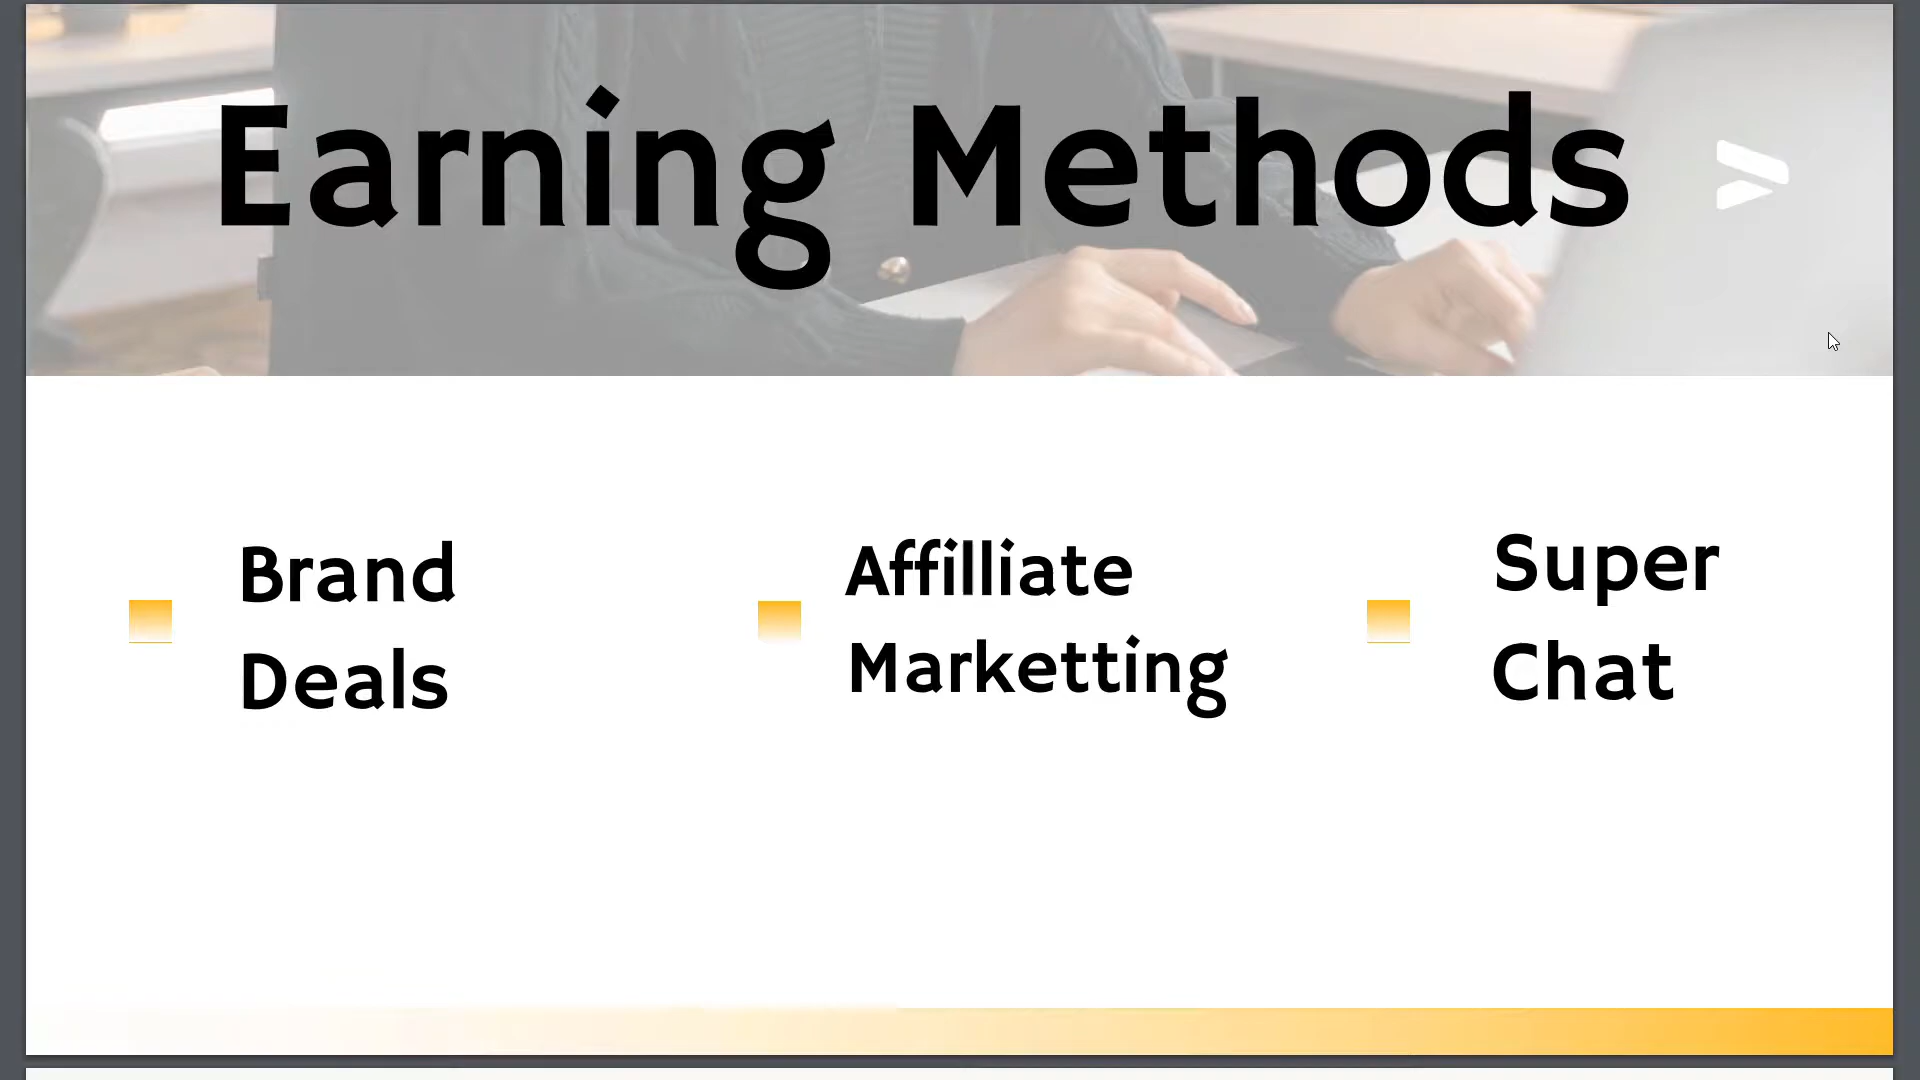 Earning Methods
Brand
Deals
Affilliate
Marketting
Super
Chat